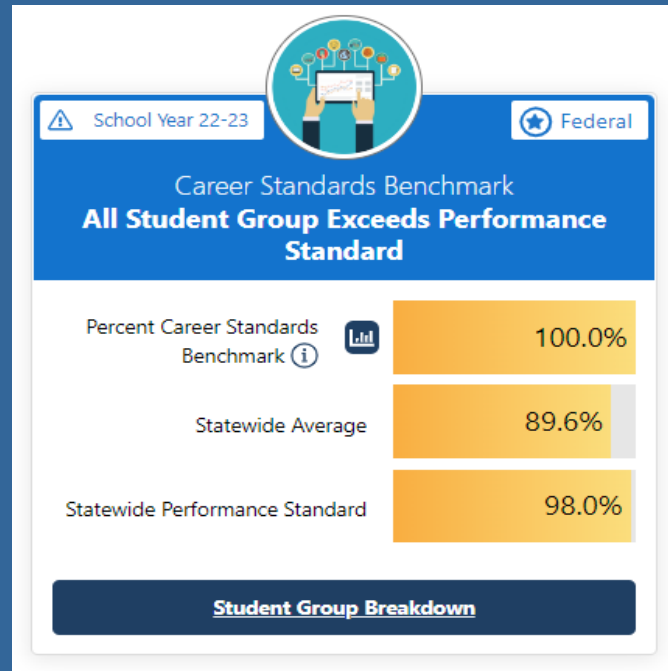 School Year 22-23
Federal
Career Standards Benchmark
All Student Group Exceeds Performance
Standard
Percent Career Standards
Benchmark
100.0%
Statewide Average
89.6%
Statewide Performance Standard
98.0%
Student Group Breakdown